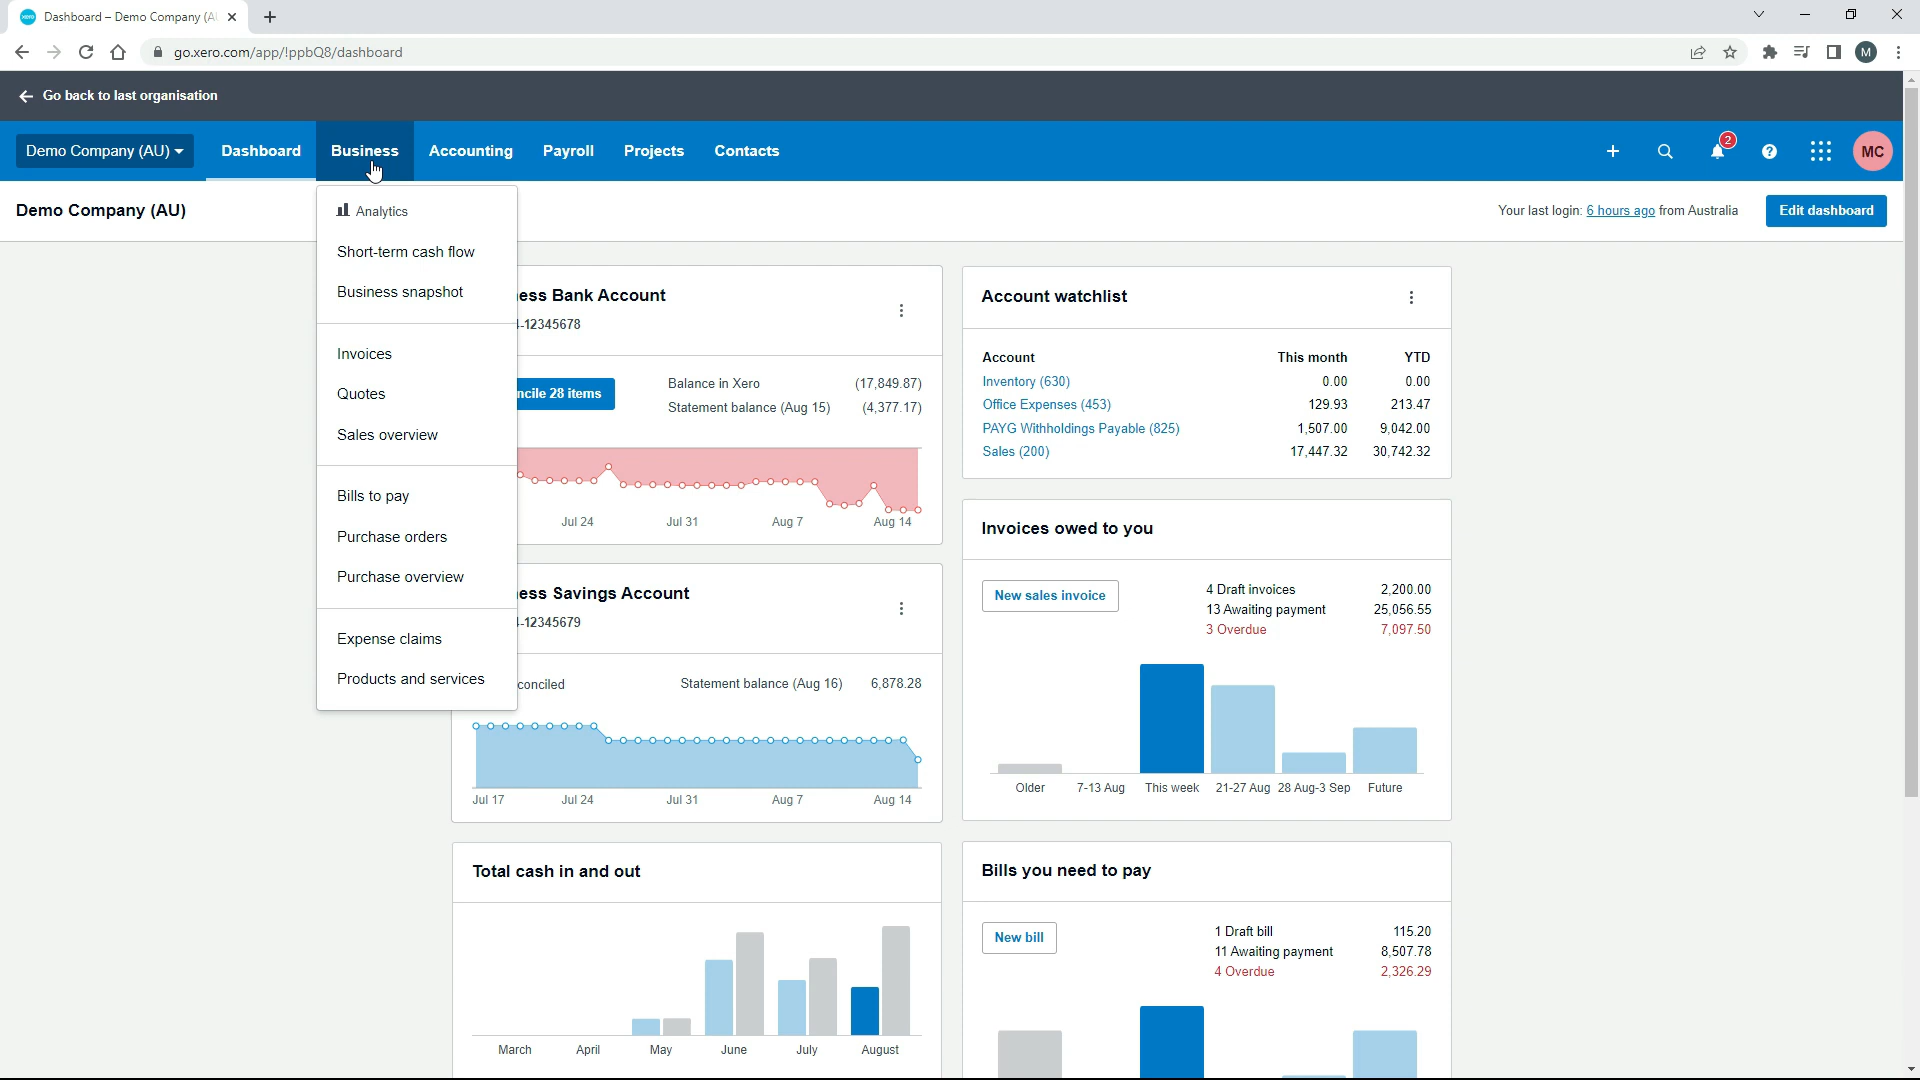 Dashboard – Demo Company (A
go.xero.com/app/!ppbQ8/dashboard
M
Go back to last organisation
Demo Company (AU)
Dashboard
Business
Accounting
Payroll
Projects
Contacts
2
MC
Demo Company (AU)
Your last login: 6 hours ago from Australia
Edit dashboard
Analytics
Short-term cash flow
Business snapshot
Invoices
Quotes
Sales overview
Bills to pay
Purchase orders
Purchase overview
Expense claims
Products and services
ess Bank Account
-12345678
ncile 28 items
Balance in Xero (17,849.87)
Statement balance (Aug 15) (4,377.17)
Jul 24 Jul 31 Aug 7 Aug 14
ess Savings Account
-12345679
conciled
Statement balance (Aug 16) 6,878.28
Jul 17 Jul 24 Jul 31 Aug 7 Aug 14
Total cash in and out
March April May June July August
Account watchlist
Account This month YTD
Inventory (630) 0.00 0.00
Office Expenses (453) 129.93 213.47
PAYG Withholdings Payable (825) 1,507.00 9,042.00
Sales (200) 17,447.32 30,742.32
Invoices owed to you
New sales invoice
4 Draft invoices 2,200.00
13 Awaiting payment 25,056.55
3 Overdue 7,097.50
Older 7-13 Aug This week 21-27 Aug 28 Aug-3 Sep Future
Bills you need to pay
New bill
1 Draft bill 115.20
11 Awaiting payment 8,507.78
4 Overdue 2,326.29